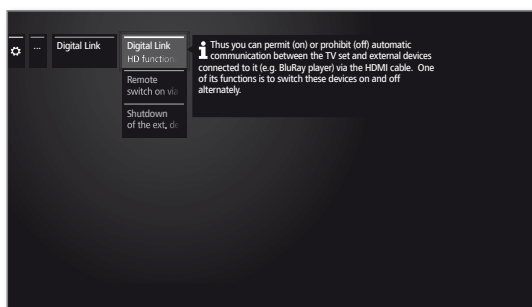 ...
Digital Link
Digital Link
HD function
Remote
switch on via
Shutdown
of the ext. de
Thus you can permit (on) or prohibit (off) automatic
communication between the TV set and external devices
connected to it (e.g. BluRay player) via the HDMI cable. One
of its functions is to switch these devices on and off
alternately.